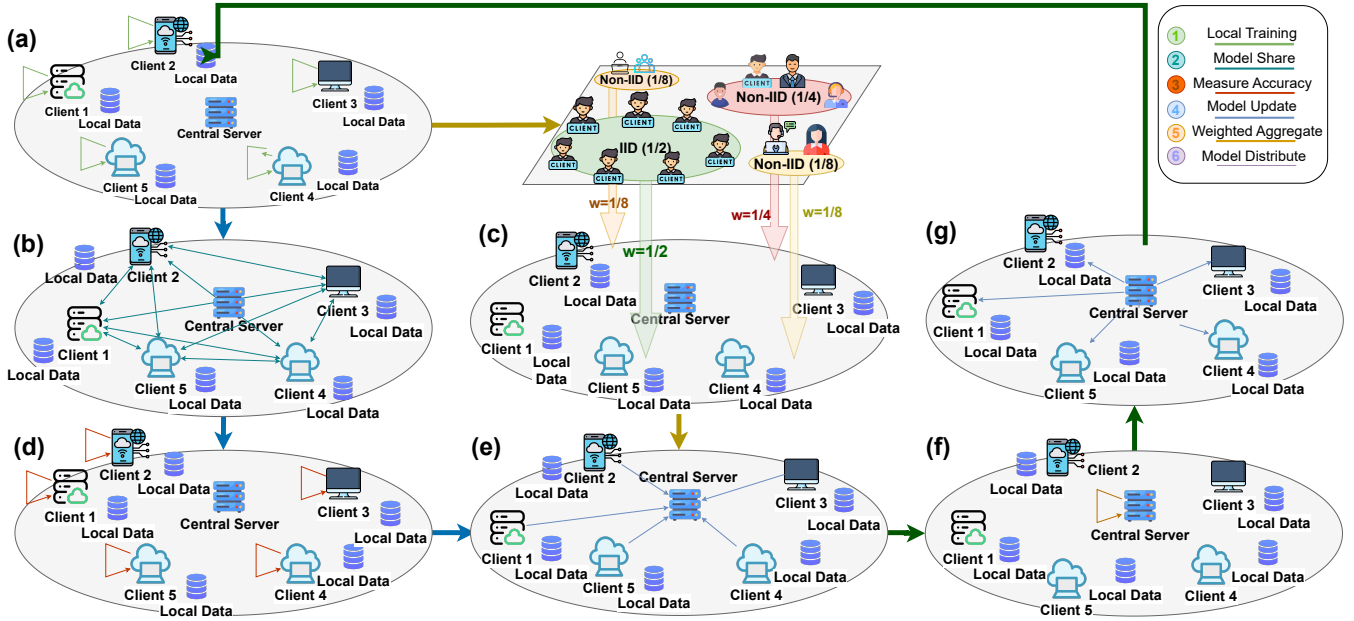 (a)
Client 2
Local Data
Client 1
Local Data
Client 3
Local Data
Central Server
Client 5
Local Data
Client 4
Local Data
Non-IID (1/8)
CLIENT
Non-IID (1/4)
CLIENT
CLIENT
CLIENT
CLIENT
CLIENT
IID (1/2)
CLIENT
CLIENT
CLIENT
Non-IID (1/8)
w=1/8
w=1/2
w=1/4
w=1/8
1 Local Training
2 Model Share
3 Measure Accuracy
4 Model Update
5 Weighted Aggregate
6 Model Distribute
(b)
Local Data
Client 2
Client 3
Local Data
Central Server
Client 1
Local Data
Client 5
Local Data
Client 4
Local Data
(c)
Client 2
Local Data
Client 3
Local Data
Central Server
Client 1
Local Data
Client 5
Local Data
Client 4
Local Data
(g)
Client 2
Local Data
Client 3
Local Data
Central Server
Client 1
Local Data
Client 4
Local Data
Client 5
(d)
Client 2
Local Data
Client 1
Local Data
Central Server
Client 3
Local Data
Client 5
Local Data
Client 4
Local Data
(e)
Client 2
Local Data
Central Server
Client 3
Local Data
Client 1
Local Data
Client 5
Local Data
Client 4
Local Data
(f)
Client 2
Local Data
Client 3
Local Data
Central Server
Client 1
Local Data
Client 5
Local Data
Client 4
Local Data